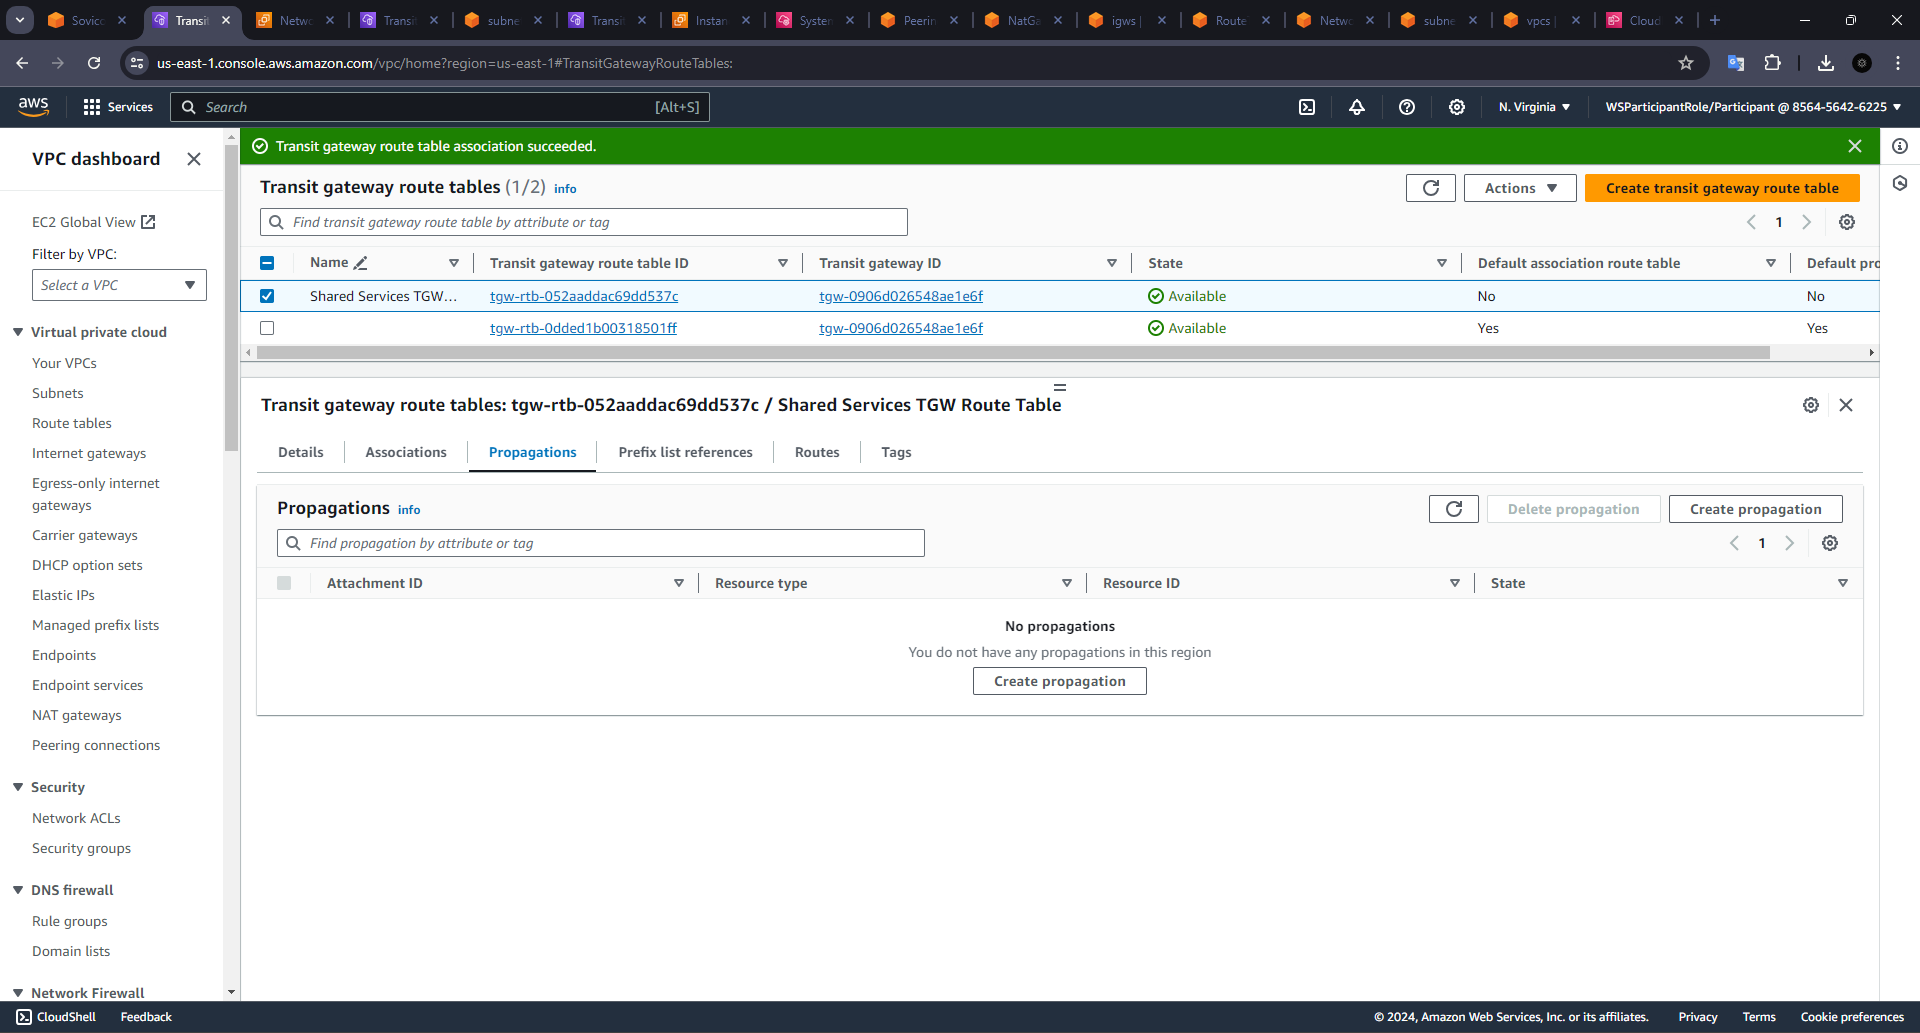 Sovico
Transit
Netwo
Transit
subne
Transit
Instan
System
Peerin
NatGa
igws |
Route
Netwo
subne
vpcs |
Cloud
us-east-1.console.aws.amazon.com/vpc/home?region=us-east-1#TransitGatewayRouteTables:
aws
Services
Search
[Alt+S]
N. Virginia
WSParticipantRole/Participant @ 8564-5642-6225
VPC dashboard
EC2 Global View
Filter by VPC:
Select a VPC
Virtual private cloud
Your VPCs
Subnets
Route tables
Internet gateways
Egress-only internet
gateways
Carrier gateways
DHCP option sets
Elastic IPs
Managed prefix lists
Endpoints
Endpoint services
NAT gateways
Peering connections
Security
Network ACLs
Security groups
DNS firewall
Rule groups
Domain lists
Network Firewall
Transit gateway route table association succeeded.
Transit gateway route tables (1/2) info
Actions
Create transit gateway route table
Find transit gateway route table by attribute or tag
1
Name Transit gateway route table ID Transit gateway ID State Default association route table Default pro
Shared Services TGW... tgw-rtb-052aaddac69dd537c tgw-0906d026548ae1e6f Available No No
tgw-rtb-0dded1b00318501ff tgw-0906d026548ae1e6f Available Yes Yes
Transit gateway route tables: tgw-rtb-052aaddac69dd537c / Shared Services TGW Route Table
Details Associations Propagations Prefix list references Routes Tags
Propagations info
Delete propagation
Create propagation
Find propagation by attribute or tag
1
Attachment ID Resource type Resource ID State
No propagations
You do not have any propagations in this region
Create propagation
CloudShell Feedback
© 2024, Amazon Web Services, Inc. or its affiliates. Privacy Terms Cookie preferences